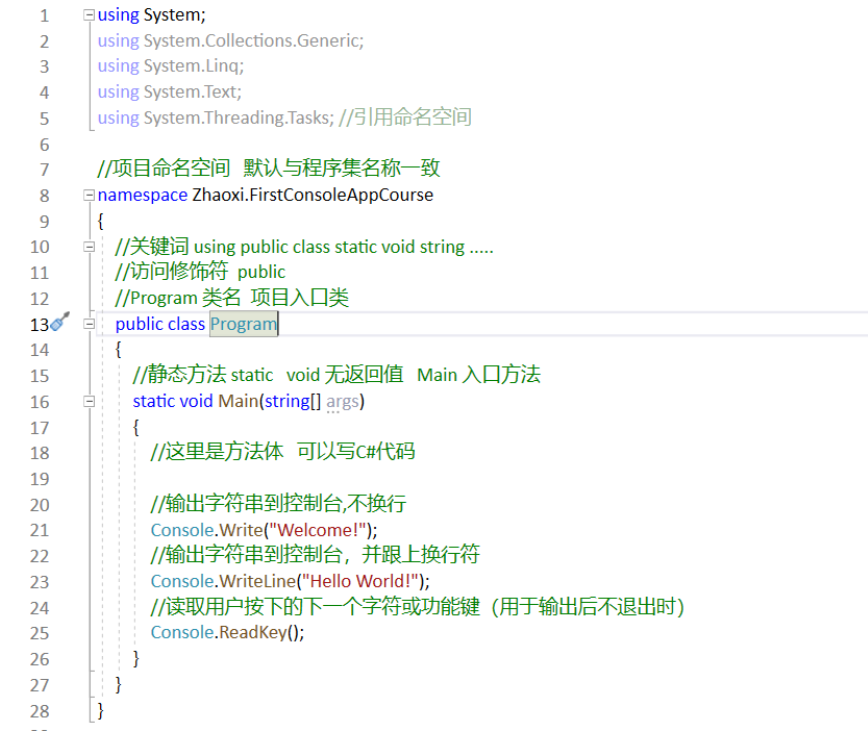 1 using System;
2 using System.Collections.Generic;
3 using System.Linq;
4 using System.Text;
5 using System.Threading.Tasks; //引用命名空间
6
7 //项目命名空间 默认与程序集名称一致
8 namespace Zhaoxi.FirstConsoleAppCourse
9 {
10 //关键词 using public class static void string .....
11 //访问修饰符 public
12 //Program 类名 项目入口类
13 public class Program
14 {
15 //静态方法 static void 无返回值 Main 入口方法
16 static void Main(string[] args)
17 {
18 //这里是方法体 可以写C#代码
19
20 //输出字符串到控制台,不换行
21 Console.Write("Welcome!");
22 //输出字符串到控制台，并跟上换行符
23 Console.WriteLine("Hello World!");
24 //读取用户按下的下一个字符或功能键（用于输出后不退出时）
25 Console.ReadKey();
26 }
27 }
28 }